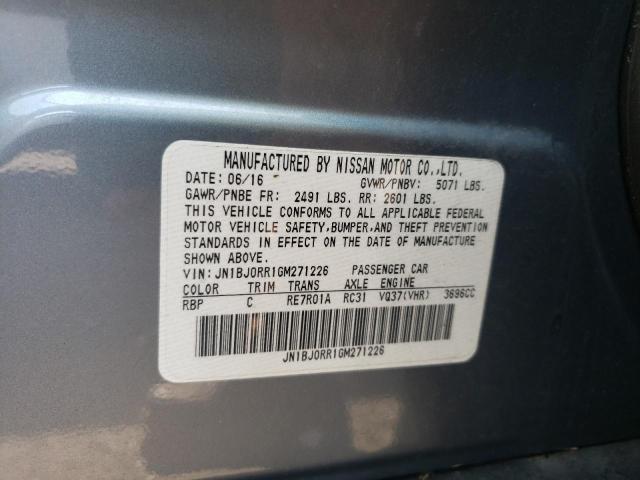 MANUFACTURED BY NISSAN MOTOR CO.,LTD.
DATE: 06/16 GVWR/PNBV: 5071 LBS.
GAWR/PNBE FR: 2491 LBS. RR: 2601 LBS.
THIS VEHICLE CONFORMS TO ALL APPLICABLE FEDERAL
MOTOR VEHICLE SAFETY,BUMPER,AND THEFT PREVENTION
STANDARDS IN EFFECT ON THE DATE OF MANUFACTURE
SHOWN ABOVE.
VIN: JN1BJ0RR1GM271226 PASSENGER CAR
COLOR TRIM TRANS AXLE ENGINE
RBP C RE7R01A RC31 VQ37(VHR) 3696CC
JN1BJ0RR1GM271226